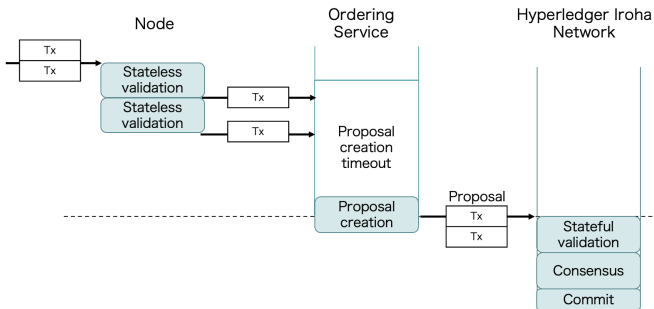 Node
Ordering
Service
Hyperledger Iroha
Network
Tx
Tx
Stateless
validation
Stateless
validation
Tx
Tx
Proposal
creation
timeout
Proposal
creation
Proposal
Tx
Tx
Stateful
validation
Consensus
Commit